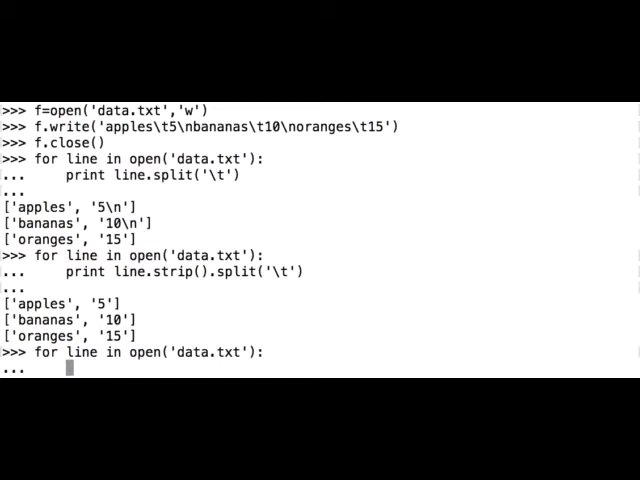 >>> f=open('data.txt','w')
>>> f.write('apples\t5\nbananas\t10\noranges\t15')
>>> f.close()
>>> for line in open('data.txt'):
...     print line.split('\t')
...
['apples', '5\n']
['bananas', '10\n']
['oranges', '15']
>>> for line in open('data.txt'):
...     print line.strip().split('\t')
...
['apples', '5']
['bananas', '10']
['oranges', '15']
>>> for line in open('data.txt'):
...